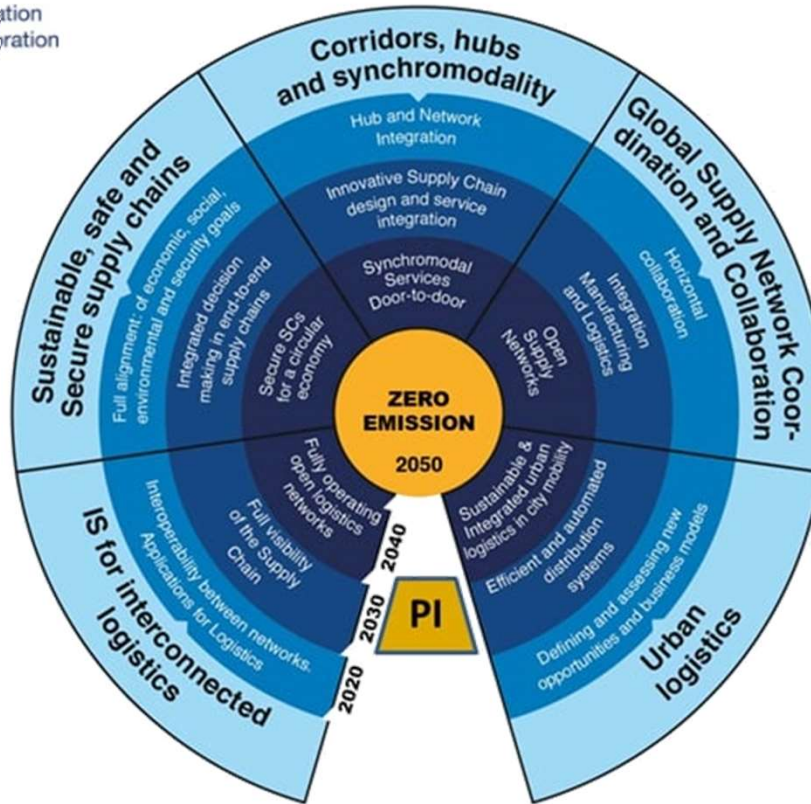 ation
oration
Corridors, hubs
and synchromodality
Hub and Network
Integration
Innovative Supply Chain
design and service
integration
Synchromodal
Services
Door-to-door
Global Supply Network Coor-
dination and Collaboration
Horizontal
collaboration
Integration
Manufacturing
and Logistics
Open
Supply
Networks
Urban
logistics
Defining and assessing new
opportunities and business models
Efficient and automated
distribution
systems
Sustainable &
Integrated urban
logistics in city mobility
IS for interconnected
logistics
Interoperability between networks.
Applications for Logistics
Full visibility
of the Supply
Chain
Fully operating
open logistics
networks
Sustainable, safe and
Secure supply chains
Full alignment: of economic, social,
environmental and security goals
Integrated decision
making in end-to-end
supply chains
Secure SCs
for a circular
economy
ZERO
EMISSION
2050
2040
2030
2020
PI